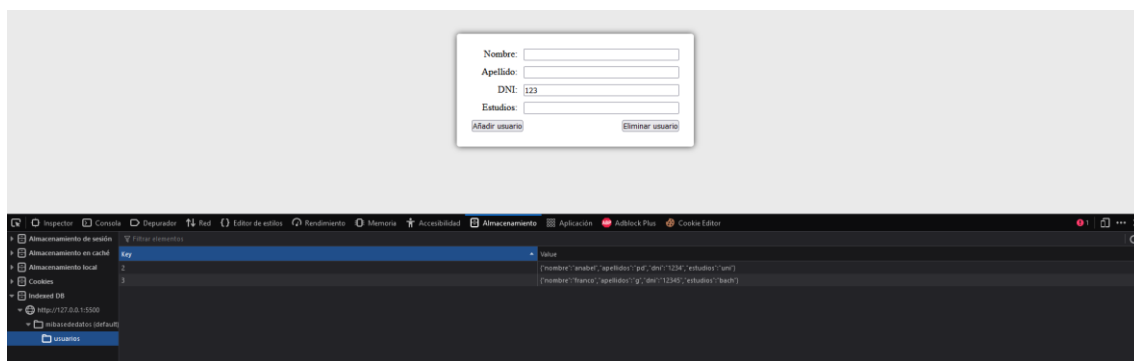 Nombre:
Apellido:
DNI: 123
Estudios:
Añadir usuario Eliminar usuario
Inspector Consola Depurador Red Editor de estilos Rendimiento Memoria Accesibilidad Almacenamiento Aplicación Adblock Plus Cookie Editor 1
Almacenamiento de sesión Filtrar elementos
Almacenamiento en caché Key Value
Almacenamiento local 2 {"nombre":"anabel","apellidos":"pd","dni":"1234","estudios":"uni"}
Cookies 3 {"nombre":"franco","apellidos":"g","dni":"12345","estudios":"bach"}
Indexed DB
http://127.0.0.1:5500
mibasededatos (default)
usuarios